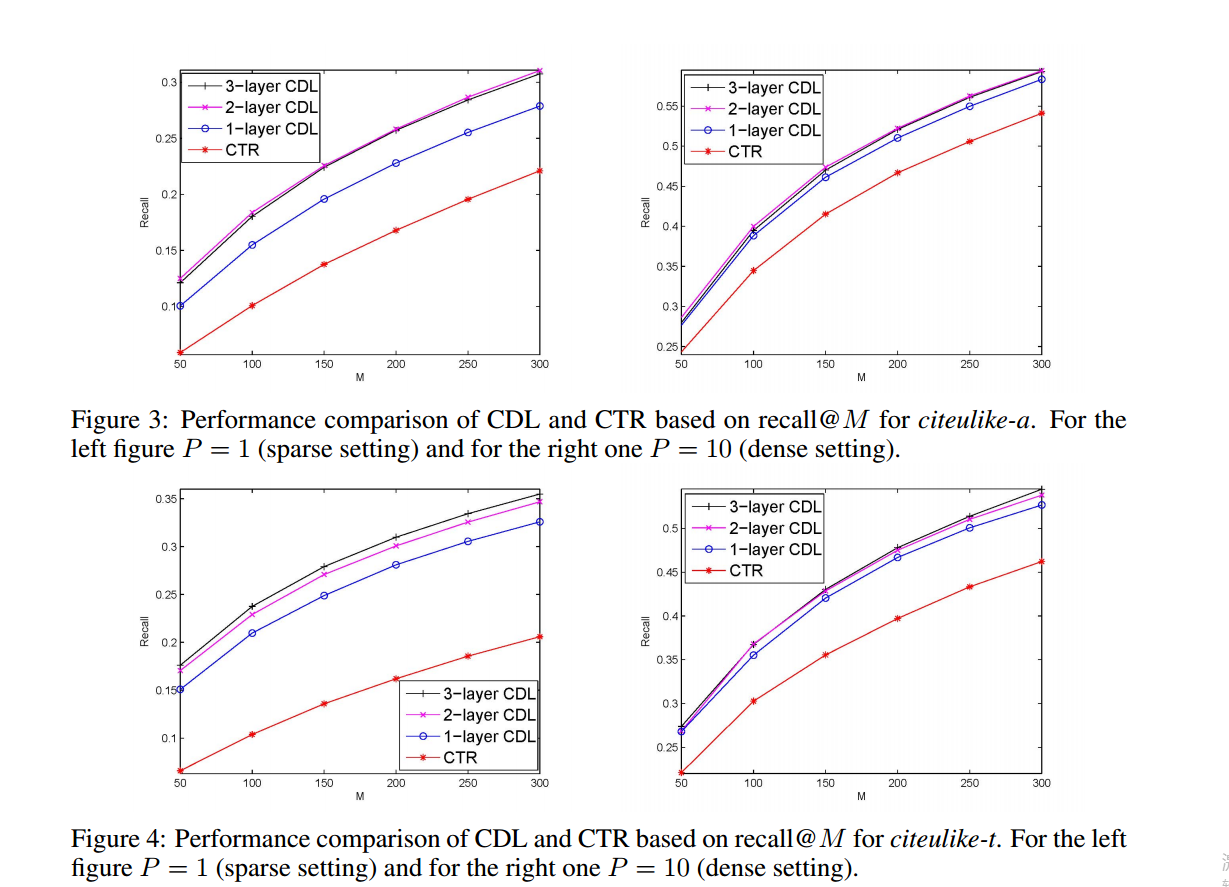 3−layer CDL
2−layer CDL
1−layer CDL
CTR
0.3
0.25
0.2
0.15
0.1
Recall
50 100 150 200 250 300
M
3−layer CDL
2−layer CDL
1−layer CDL
CTR
0.55
0.5
0.45
0.4
0.35
0.3
0.25
Recall
50 100 150 200 250 300
M
Figure 3: Performance comparison of CDL and CTR based on recall@M for citeulike-a. For the
left figure P = 1 (sparse setting) and for the right one P = 10 (dense setting).
0.35
0.3
0.25
0.2
0.15
0.1
Recall
3−layer CDL
2−layer CDL
1−layer CDL
CTR
50 100 150 200 250 300
M
3−layer CDL
2−layer CDL
1−layer CDL
CTR
0.5
0.45
0.4
0.35
0.3
0.25
Recall
50 100 150 200 250 300
M
Figure 4: Performance comparison of CDL and CTR based on recall@M for citeulike-t. For the left
figure P = 1 (sparse setting) and for the right one P = 10 (dense setting).